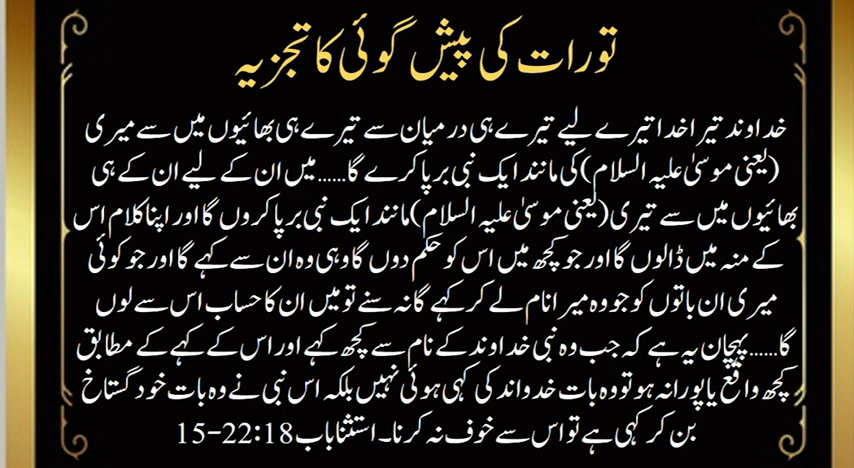 تورات کی پیش گوئی کا تجزیہ
خداوند تیرا خدا تیرے لیے تیرے ہی درمیان سے تیرے ہی بھائیوں میں سے میری
(یعنی موسیٰ علیہ السلام) کی مانند ایک نبی برپا کرے گا......میں ان کے لیے ان کے ہی
بھائیوں میں سے تیری (یعنی موسیٰ علیہ السلام) مانند ایک نبی برپا کروں گا اور اپنا کلام اس
کے منہ میں ڈالوں گا اور جو کچھ میں اس کو حکم دوں گا وہی وہ ان سے کہے گا اور جو کوئی
میری ان باتوں کو جو وہ میرا نام لے کر کہے گا نہ سنے تو میں ان کا حساب اس سے لوں
گا......پہچان یہ ہے کہ جب وہ نبی خداوند کے نام سے کچھ کہے اور اس کے کہے کے مطابق
کچھ واقع یا پورا نہ ہو تو وہ بات خدواند کی کہی ہوئی نہیں بلکہ اس نبی نے وہ بات خود گستاخ
بن کر کہی ہے تو اس سے خوف نہ کرنا۔ استثنا باب 18:22-15